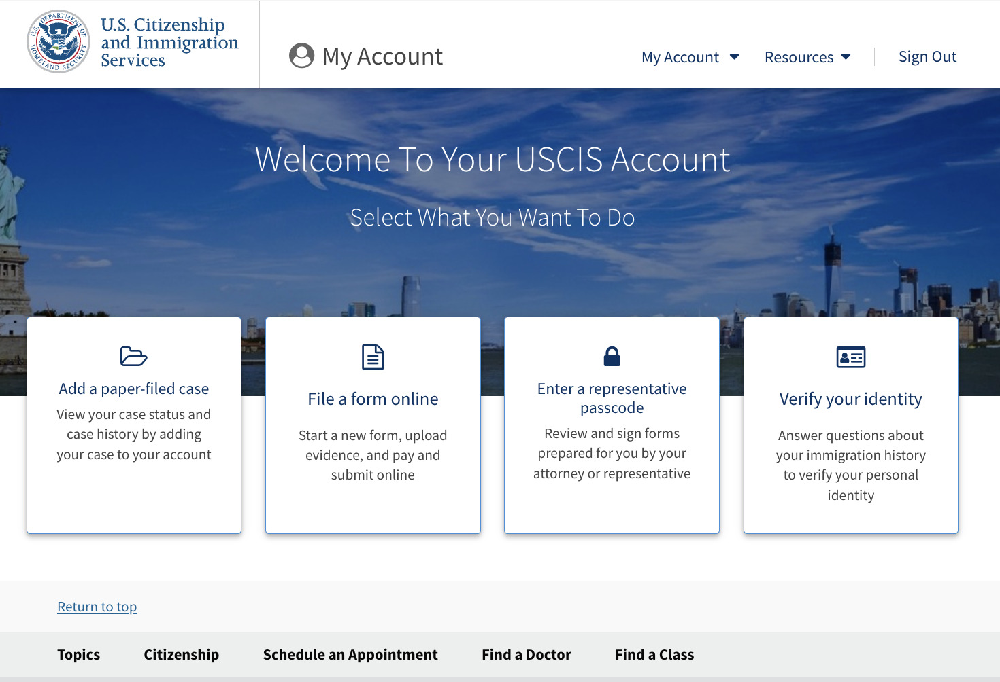 U.S. DEPARTMENT OF HOMELAND SECURITY
U.S. Citizenship
and Immigration
Services
My Account
My Account
Resources
Sign Out
Welcome To Your USCIS Account
Select What You Want To Do
Add a paper-filed case
View your case status and
case history by adding
your case to your account
File a form online
Start a new form, upload
evidence, and pay and
submit online
Enter a representative
passcode
Review and sign forms
prepared for you by your
attorney or representative
Verify your identity
Answer questions about
your immigration history
to verify your personal
identity
Return to top
Topics
Citizenship
Schedule an Appointment
Find a Doctor
Find a Class